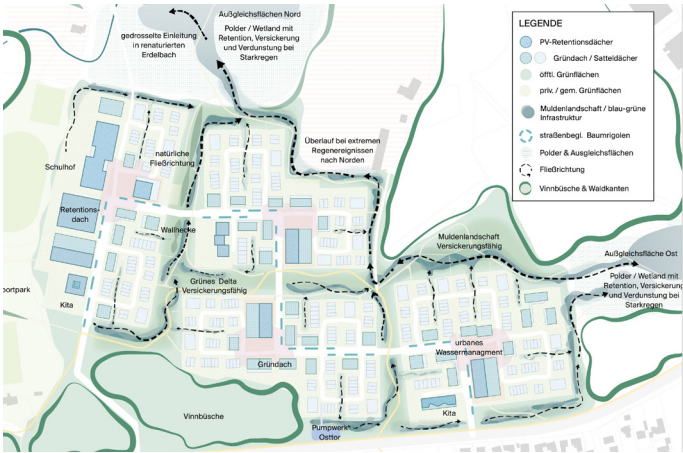 Außgleichsflächen Nord
Polder / Wetland mit
Retention, Versickerung
und Verdunstung bei
Starkregen
gedrosselte Einleitung
in renaturierten
Erdelbach
LEGENDE
PV-Retentionsdächer
Gründach / Satteldächer
öfftl. Grünflächen
priv. / gem. Grünflächen
Muldenlandschaft / blau-grüne
Infrastruktur
straßenbegl. Baumrigolen
Polder & Ausgleichsflächen
Fließrichtung
Vinnbüsche & Waldkanten
Überlauf bei extremen
Regenereignissen
nach Norden
natürliche
Fließrichtung
Schulhof
Retentions-
dach
Wallhecke
Muldenlandschaft
Versickerungsfähig
Außgleichsfläche Ost
Polder / Wetland mit
Retention, Versickerung
und Verdunstung bei
Starkregen
Grünes Delta
Versickerungsfähig
portpark
Kita
urbanes
Wassermanagment
Gründach
Vinnbüsche
Kita
Pumpwerk
Osttor